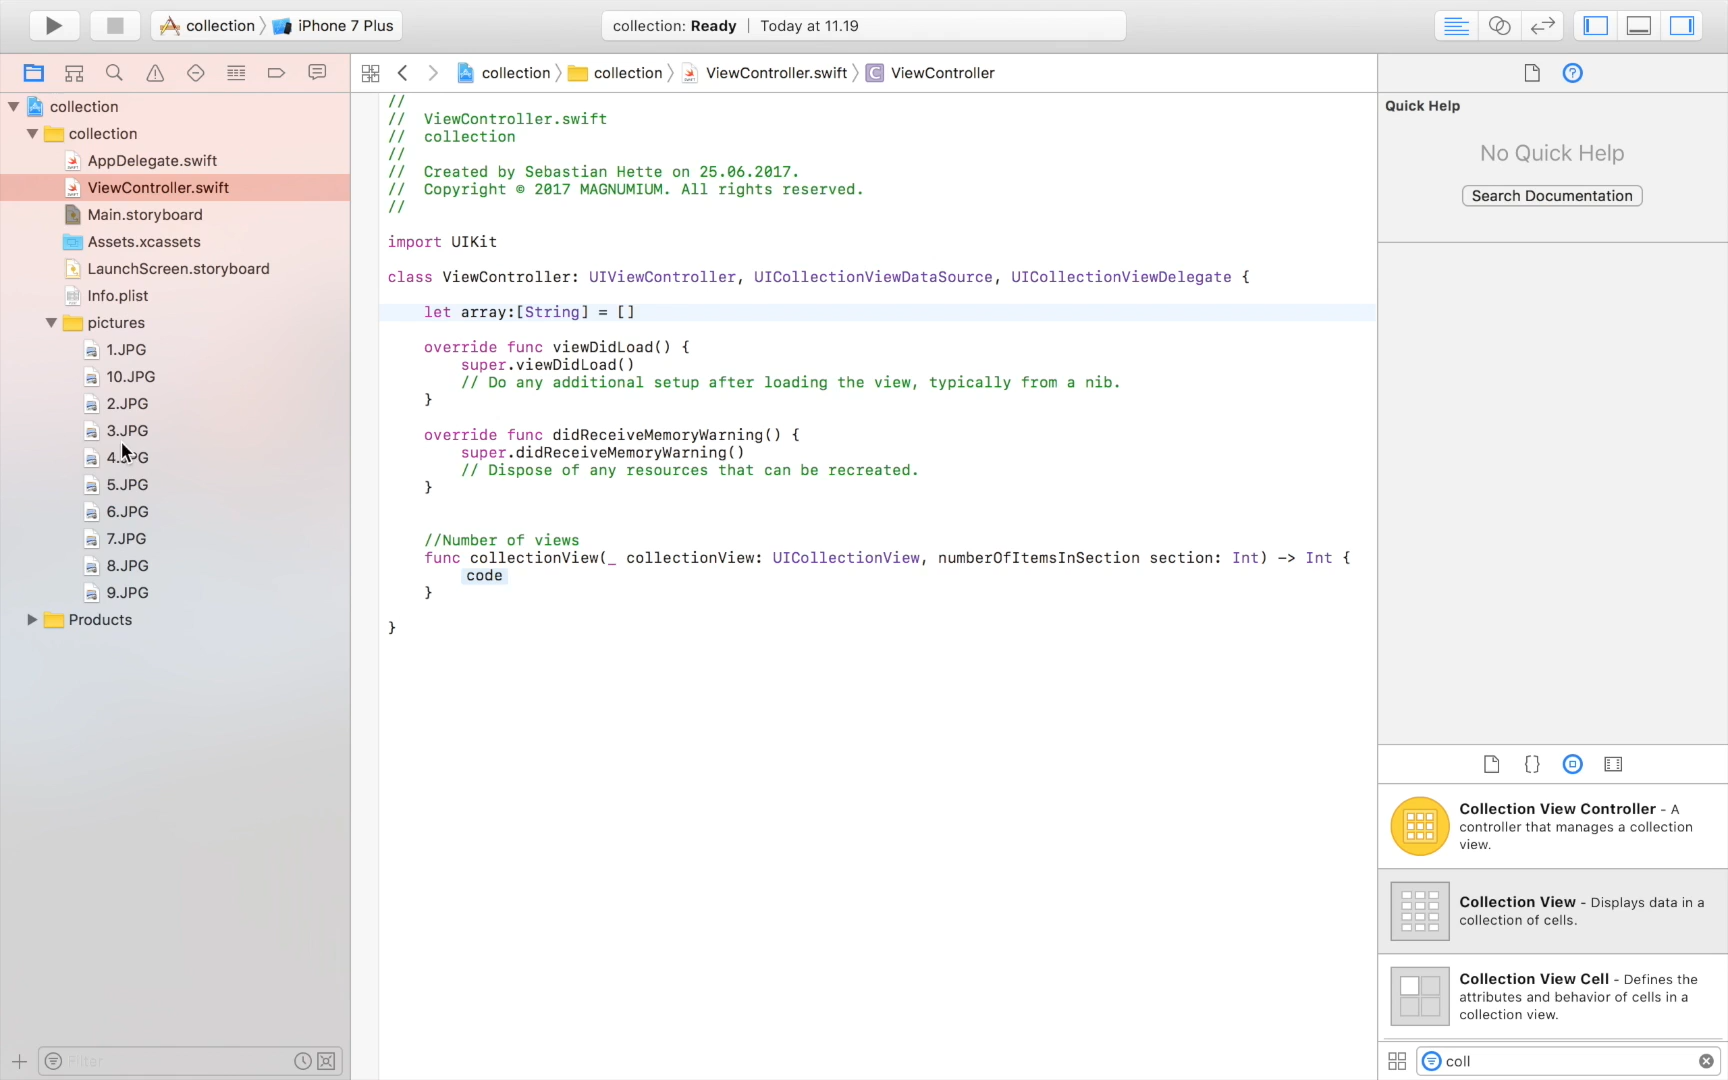 collection 〉 iPhone 7 Plus
collection: Ready | Today at 11.19
collection 〉 collection 〉 ViewController.swift 〉 C ViewController
collection
collection
AppDelegate.swift
ViewController.swift
Main.storyboard
Assets.xcassets
LaunchScreen.storyboard
Info.plist
pictures
1.JPG
10.JPG
2.JPG
3.JPG
4.JPG
5.JPG
6.JPG
7.JPG
8.JPG
9.JPG
Products
Filter
//
// ViewController.swift
// collection
//
// Created by Sebastian Hette on 25.06.2017.
// Copyright © 2017 MAGNUMIUM. All rights reserved.
//
import UIKit
class ViewController: UIViewController, UICollectionViewDataSource, UICollectionViewDelegate {
let array:[String] = []
override func viewDidLoad() {
super.viewDidLoad()
// Do any additional setup after loading the view, typically from a nib.
}
override func didReceiveMemoryWarning() {
super.didReceiveMemoryWarning()
// Dispose of any resources that can be recreated.
}
//Number of views
func collectionView(_ collectionView: UICollectionView, numberOfItemsInSection section: Int) -> Int {
code
}
}
Quick Help
No Quick Help
Search Documentation
{}
Collection View Controller - A
controller that manages a collection
view.
Collection View - Displays data in a
collection of cells.
Collection View Cell - Defines the
attributes and behavior of cells in a
collection view.
coll